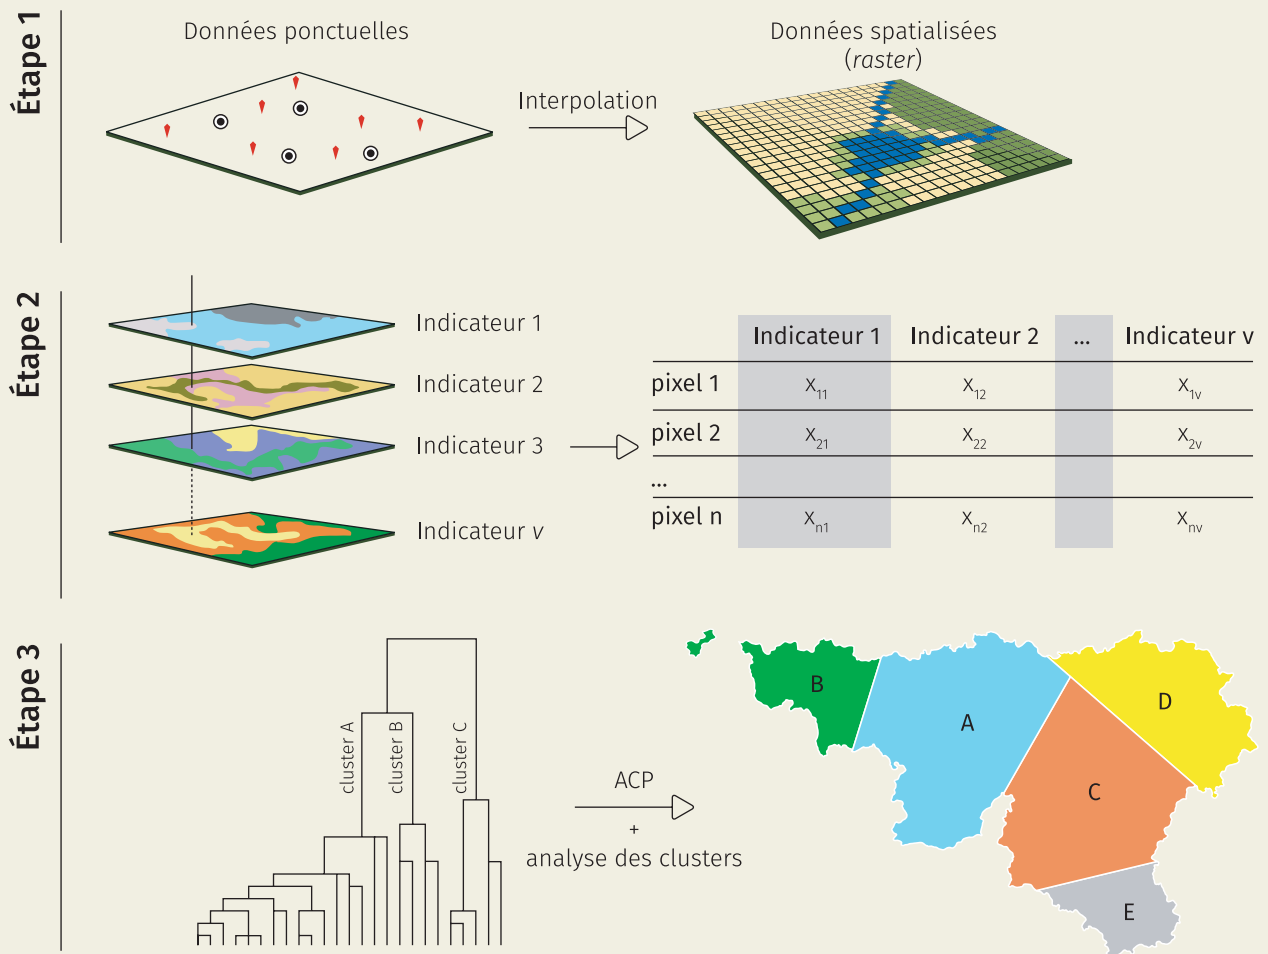 Étape 1
Données ponctuelles
Interpolation
Données spatialisées
(raster)
Étape 2
Indicateur 1
Indicateur 2
Indicateur 3
Indicateur v
Indicateur 1 Indicateur 2 ... Indicateur v
pixel 1 x11 x12 x1v
pixel 2 x21 x22 x2v
...
pixel n xn1 xn2 xnv
Étape 3
cluster A
cluster B
cluster C
ACP
+
analyse des clusters
B
A
D
C
E